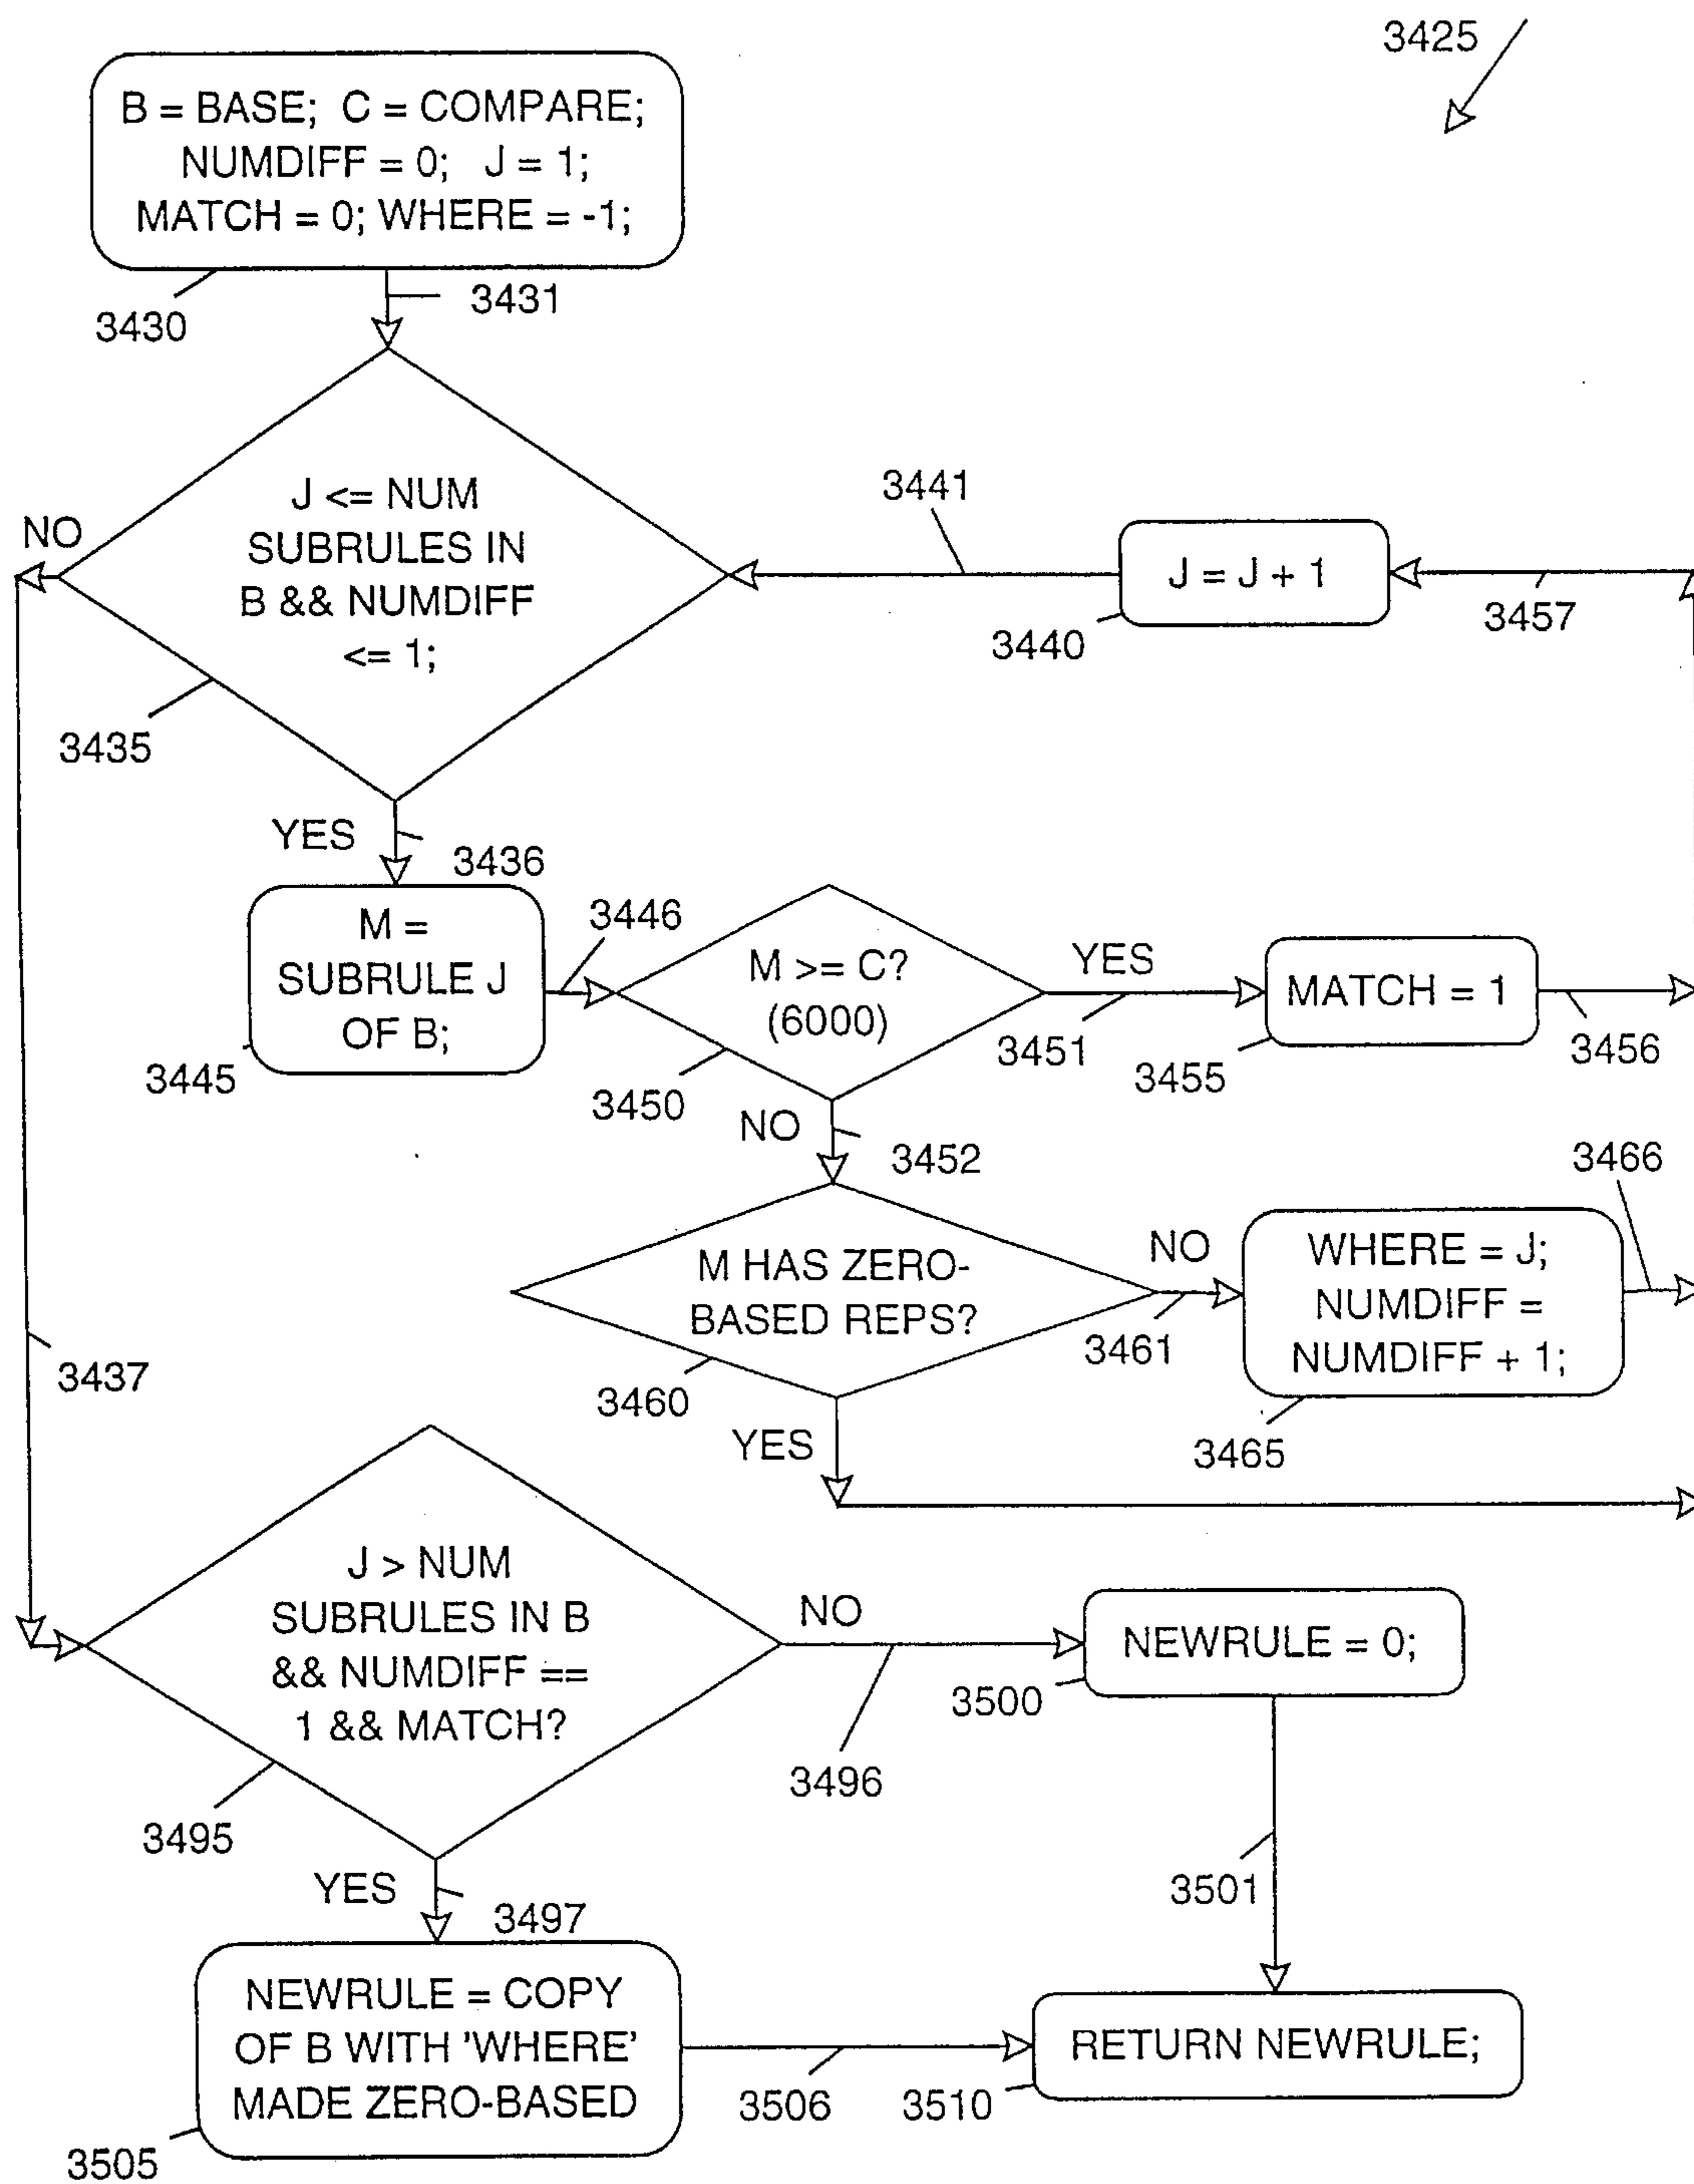 3425
B = BASE; C = COMPARE;
NUMDIFF = 0; J = 1;
MATCH = 0; WHERE = -1;
3430
3431
J <= NUM
SUBRULES IN
B && NUMDIFF
<= 1;
NO
3435
3441
J = J + 1
3440
3457
YES
3436
M =
SUBRULE J
OF B;
3445
3446
M >= C?
(6000)
3450
YES
3451
MATCH = 1
3455
3456
NO
3452
M HAS ZERO-
BASED REPS?
3460
NO
3461
WHERE = J;
NUMDIFF =
NUMDIFF + 1;
3465
3466
YES
3437
J > NUM
SUBRULES IN B
&& NUMDIFF ==
1 && MATCH?
3495
NO
3496
NEWRULE = 0;
3500
3501
YES
3497
NEWRULE = COPY
OF B WITH 'WHERE'
MADE ZERO-BASED
3505
3506
RETURN NEWRULE;
3510